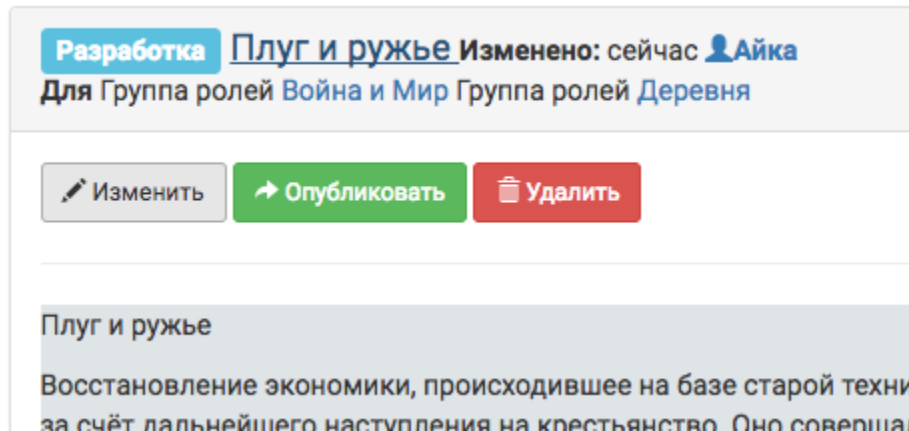 Разработка Плуг и ружье Изменено: сейчас Айка
Для Группа ролей Война и Мир Группа ролей Деревня
Изменить Опубликовать Удалить
Плуг и ружье
Восстановление экономики, происходившее на базе старой техни
за счёт дальнейшего наступления на крестьянство. Оно соверша